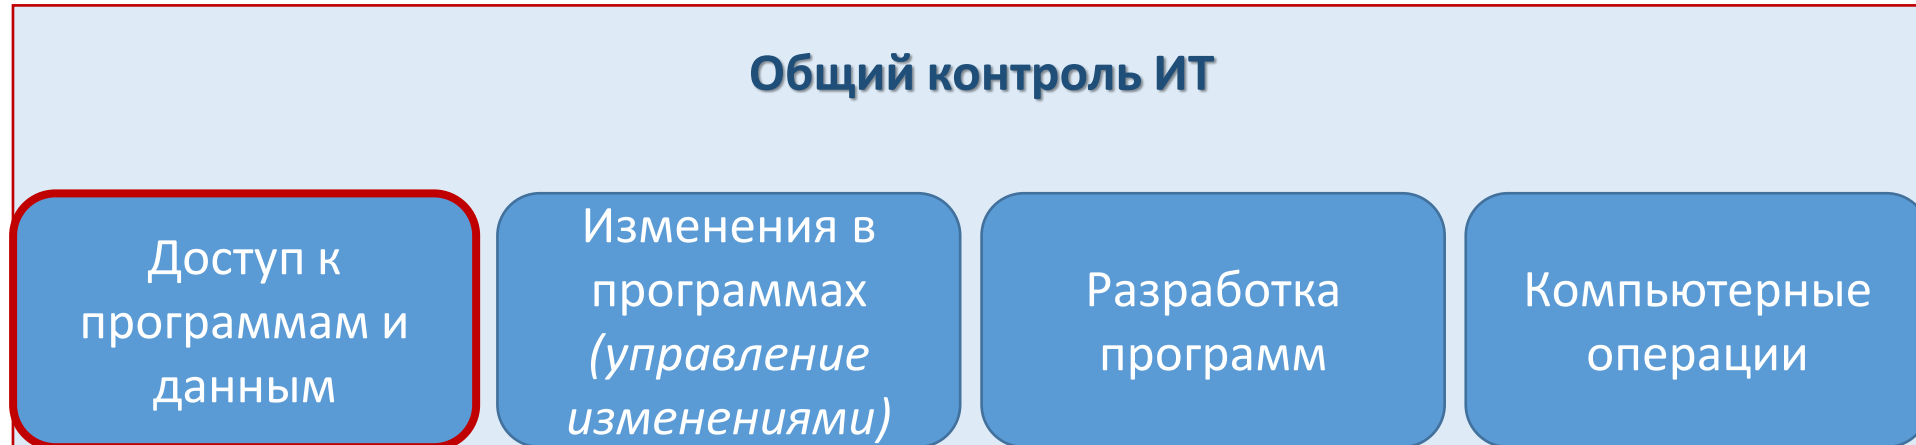 Общий контроль ИТ
Доступ к
программам и
данным
Изменения в
программах
(управление
изменениями)
Разработка
программ
Компьютерные
операции